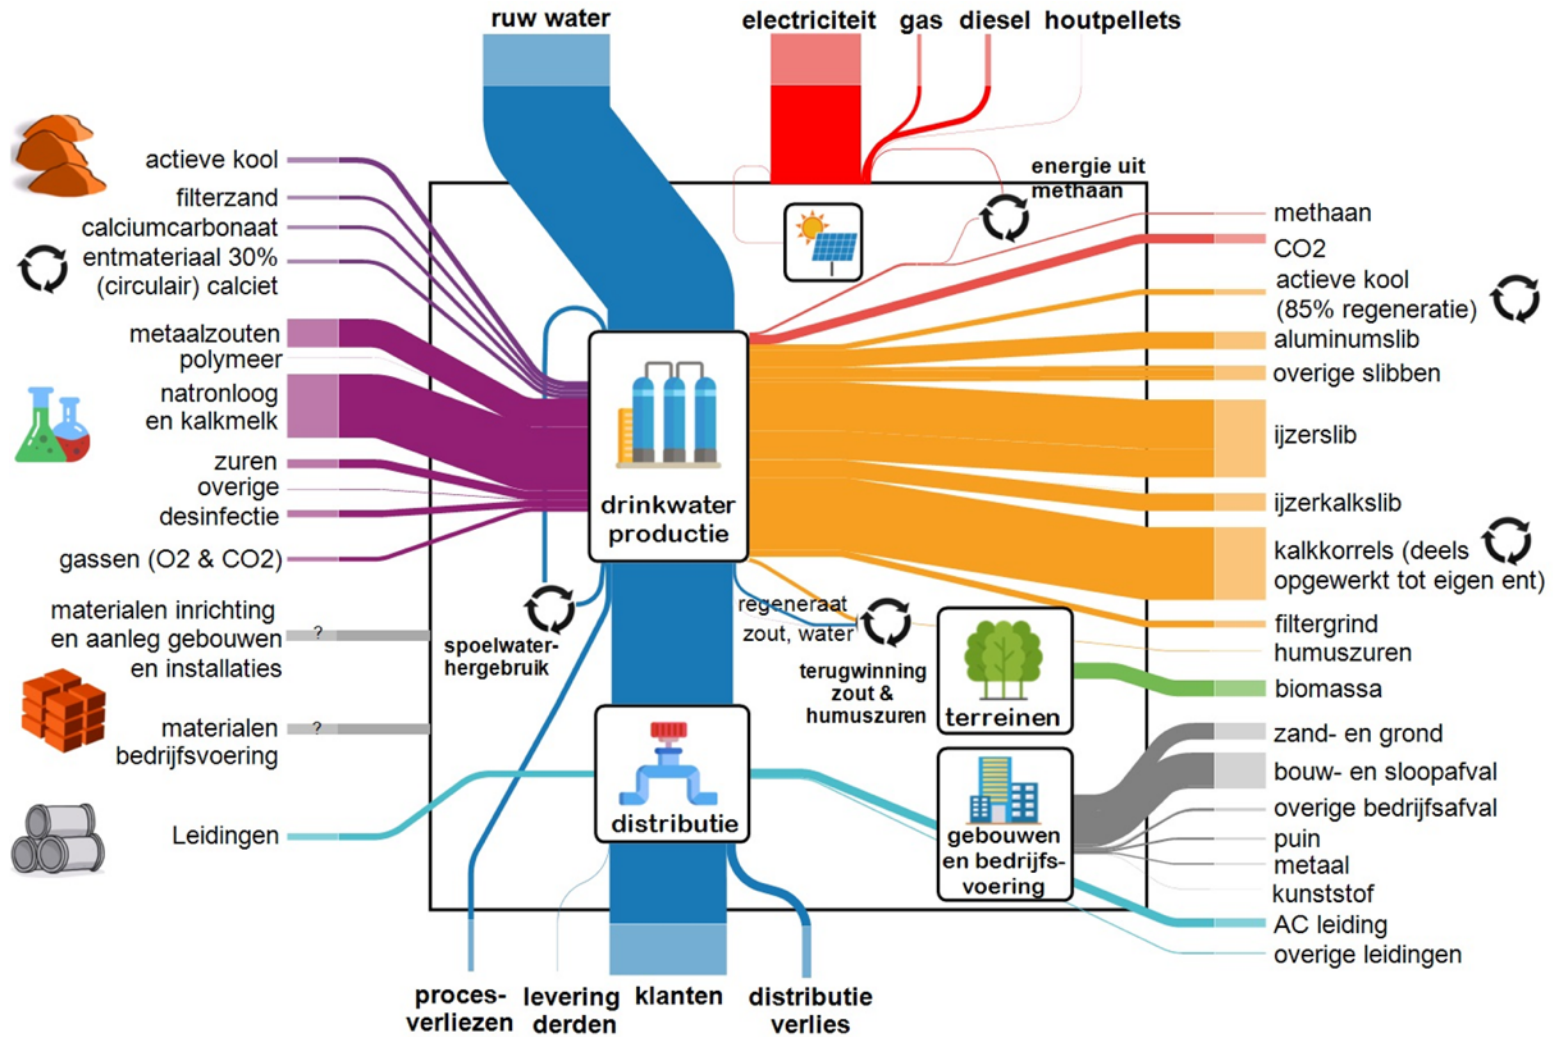 ruw water
electriciteit
gas
diesel
houtpellets
actieve kool
filterzand
calciumcarbonaat
entmateriaal 30%
(circulair) calciet
metaalzouten
polymeer
natronloog
en kalkmelk
zuren
overige
desinfectie
gassen (O2 & CO2)
materialen inrichting
en aanleg gebouwen
en installaties
?
materialen
bedrijfsvoering
?
Leidingen
energie uit
methaan
drinkwater
productie
spoelwater-
hergebruik
regeneraat
zout, water
terugwinning
zout &
humuszuren
distributie
terreinen
gebouwen
en bedrijfs-
voering
methaan
CO2
actieve kool
(85% regeneratie)
aluminumslib
overige slibben
ijzerslib
ijzerkalkslib
kalkkorrels (deels
opgewerkt tot eigen ent)
filtergrind
humuszuren
biomassa
zand- en grond
bouw- en sloopafval
overige bedrijfsafval
puin
metaal
kunststof
AC leiding
overige leidingen
proces-
verliezen
levering
derden
klanten
distributie
verlies